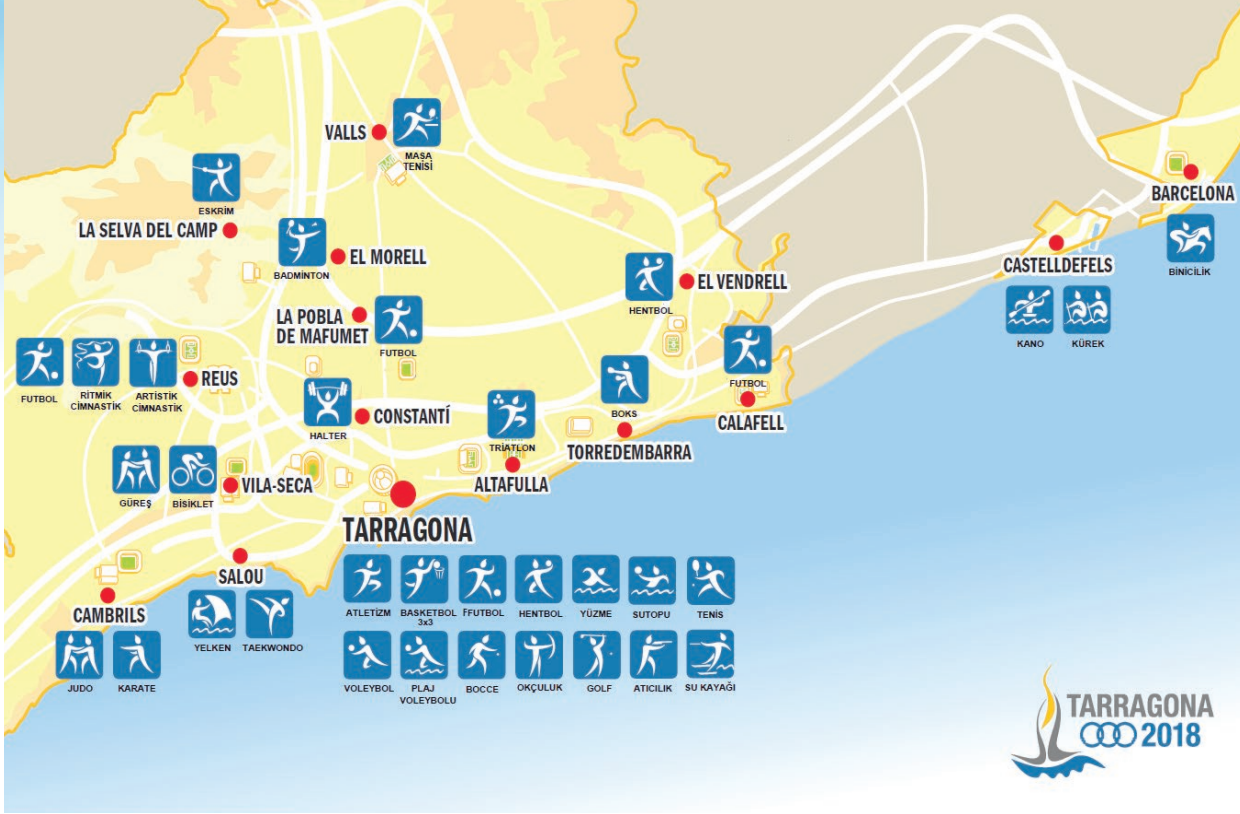 VALLS
MASA
TENİSİ
BARCELONA
ESKRİM
LA SELVA DEL CAMP
BİNİCİLİK
EL MORELL
BADMİNTON
CASTELLDEFELS
EL VENDRELL
HENTBOL
KANO
KÜREK
LA POBLA
DE MAFUMET
FUTBOL
REUS
FUTBOL
RİTMİK
CİMNASTİK
ARTİSTİK
CİMNASTİK
FUTBOL
CALAFELL
CONSTANTÍ
HALTER
BOKS
TORREDEMBARRA
TRİATLON
ALTAFULLA
VILA-SECA
GÜREŞ
BİSİKLET
TARRAGONA
SALOU
CAMBRILS
ATLETİZM
BASKETBOL
3x3
FFUTBOL
HENTBOL
YÜZME
SUTOPU
TENİS
YELKEN
TAEKWONDO
JUDO
KARATE
VOLEYBOL
PLAJ
VOLEYBOLU
BOCCE
OKÇULUK
GOLF
ATICILIK
SU KAYAĞI
TARRAGONA
2018